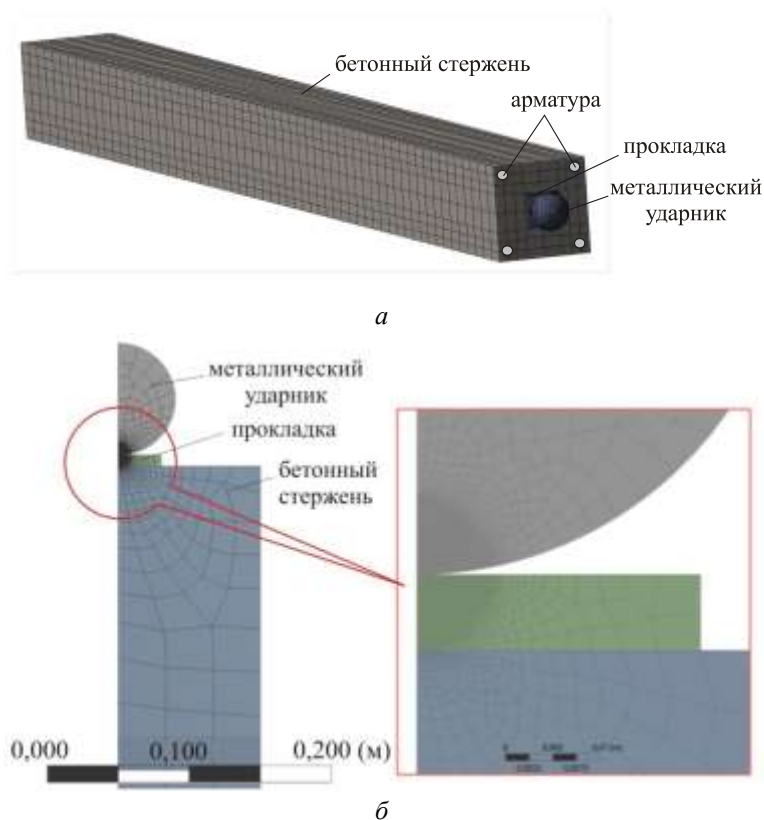 бетонный стержень
арматура
прокладка
металлический
ударник
а
металлический
ударник
прокладка
бетонный
стержень
0,000
0,100
0,200 (м)
б